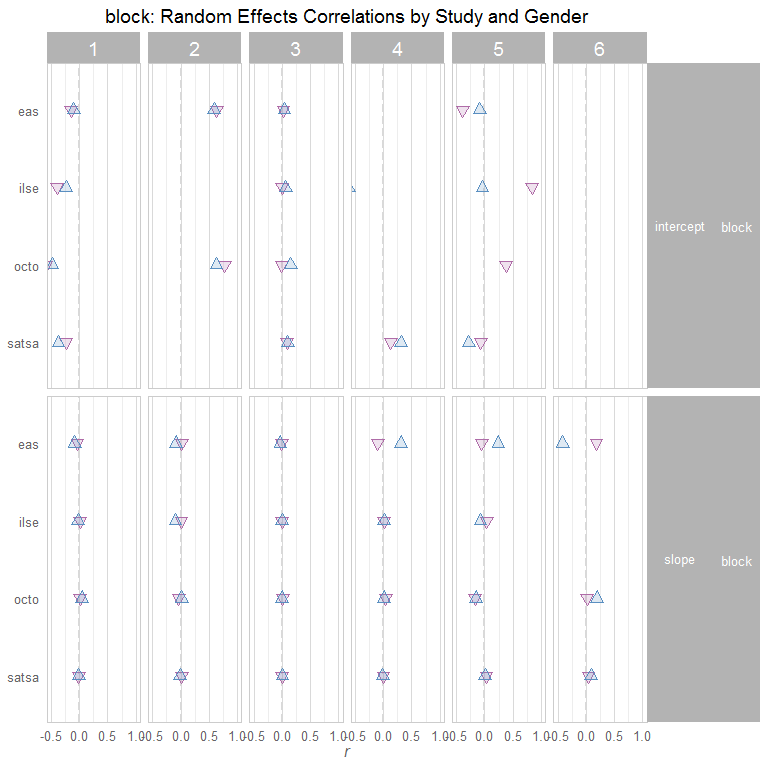 block: Random Effects Correlations by Study and Gender
1 2 3 4 5 6
eas
ilse
octo
satsa
intercept block
eas
ilse
octo
satsa
slope block
-0.5 0.0 0.5 1.0 -0.5 0.0 0.5 1.0 -0.5 0.0 0.5 1.0 -0.5 0.0 0.5 1.0 -0.5 0.0 0.5 1.0 -0.5 0.0 0.5 1.0
r